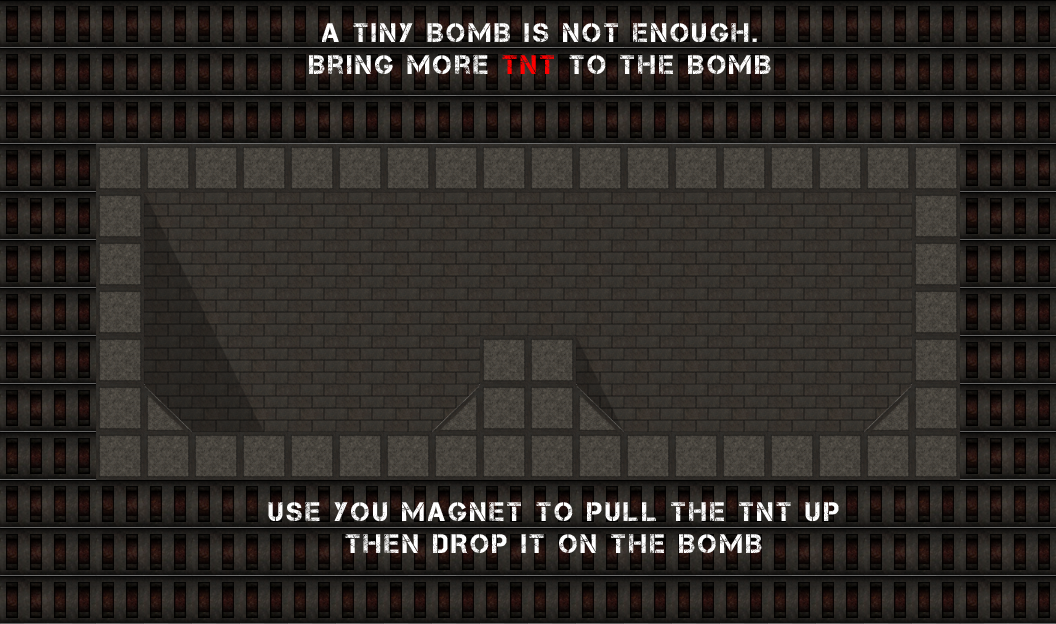 A TINY BOMB IS NOT ENOUGH.
BRING MORE TNT TO THE BOMB
USE YOU MAGNET TO PULL THE TNT UP
THEN DROP IT ON THE BOMB